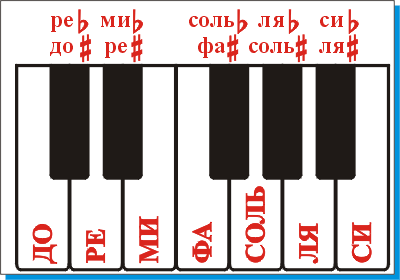 ре♭ ми♭ соль♭ ля♭ си♭
до♯ ре♯ фа♯ соль♯ ля♯
ДО РЕ МИ ФА СОЛЬ ЛЯ СИ